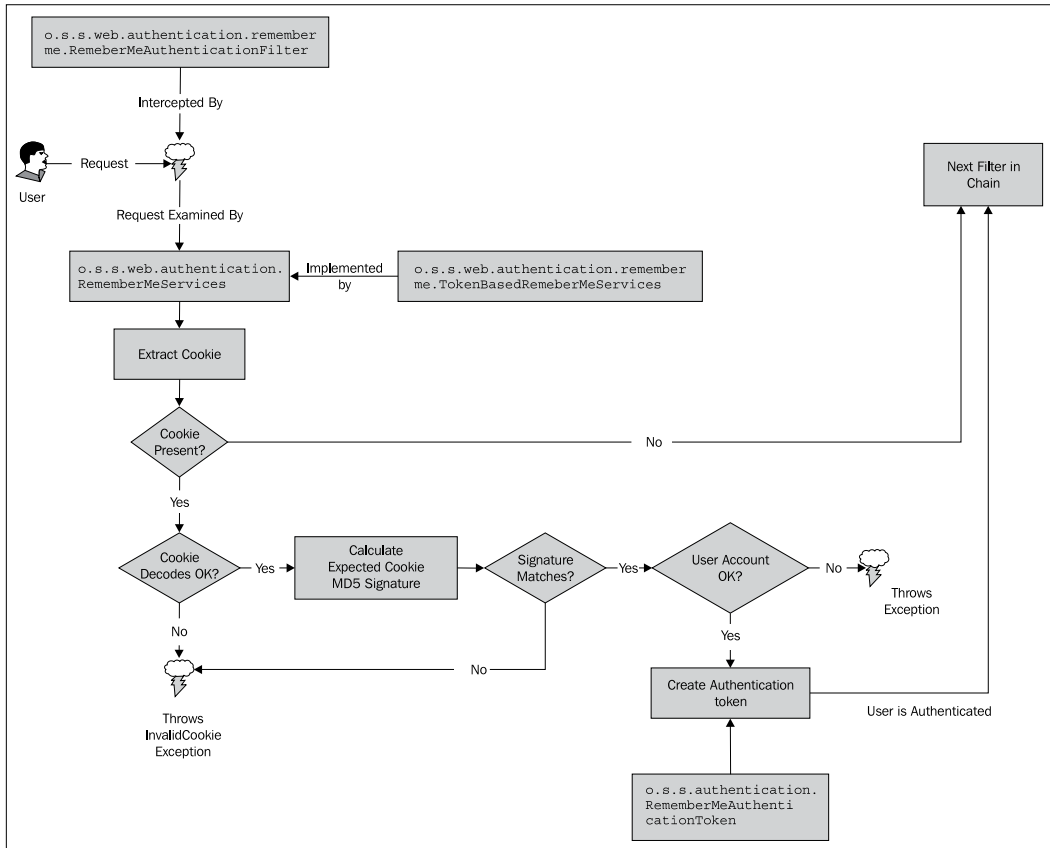 o.s.s.web.authentication.remember
me.RemeberMeAuthenticationFilter
Intercepted By
Request
User
Next Filter in
Chain
Request Examined By
o.s.s.web.authentication.
RememberMeServices
Implemented
by
o.s.s.web.authentication.remember
me.TokenBasedRemeberMeServices
Extract Cookie
Cookie
Present?
No
Yes
Cookie
Decodes OK?
Yes
Calculate
Expected Cookie
MD5 Signature
Signature
Matches?
Yes
User Account
OK?
No
Throws
Exception
No
No
Yes
Throws
InvalidCookie
Exception
Create Authentication
token
User is Authenticated
o.s.s.authentication.
RememberMeAuthenti
cationToken